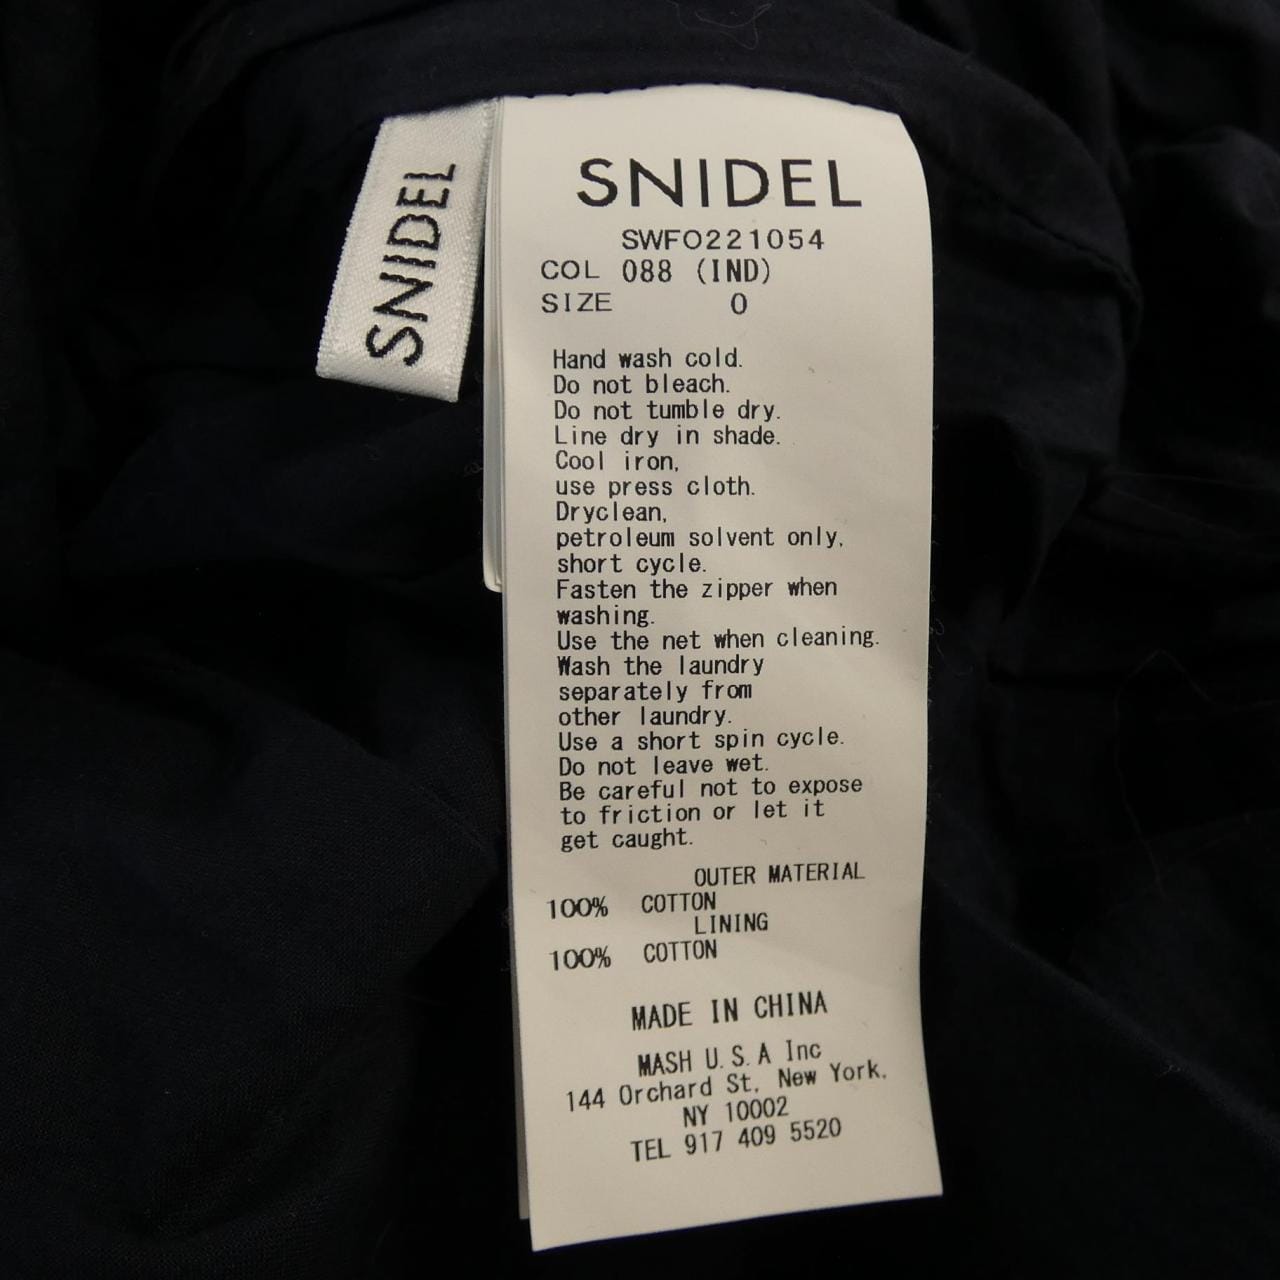 SNIDEL
SNIDEL
SWFO221054
COL 088 (IND)
SIZE 0
Hand wash cold.
Do not bleach.
Do not tumble dry.
Line dry in shade.
Cool iron,
use press cloth.
Dryclean,
petroleum solvent only,
short cycle.
Fasten the zipper when
washing.
Use the net when cleaning.
Wash the laundry
separately from
other laundry.
Use a short spin cycle.
Do not leave wet.
Be careful not to expose
to friction or let it
get caught.
OUTER MATERIAL
100% COTTON
LINING
100% COTTON
MADE IN CHINA
MASH U.S.A Inc
144 Orchard St, New York,
NY 10002
TEL 917 409 5520